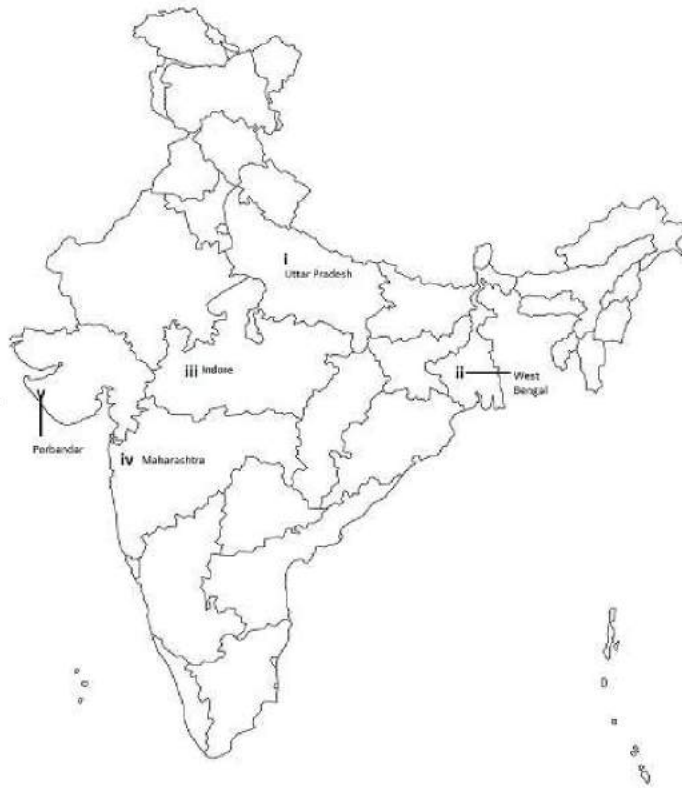 i
Uttar Pradesh
iii Indore
ii
West
Bengal
V
Porbandar
iv Maharashtra